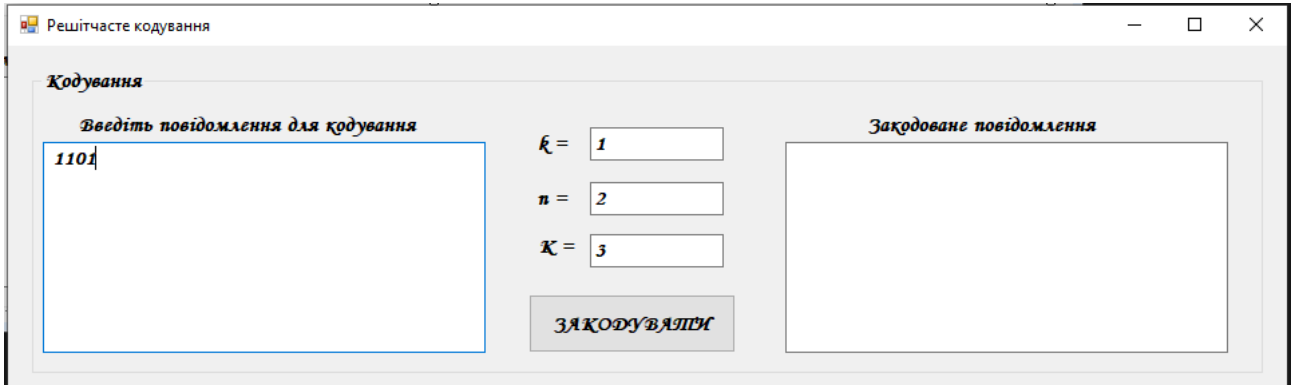 Решітчасте кодування
Кодування
Введіть повідомлення для кодування
1101
k = 1
n = 2
K = 3
ЗАКОДУВАТИ
Закодоване повідомлення